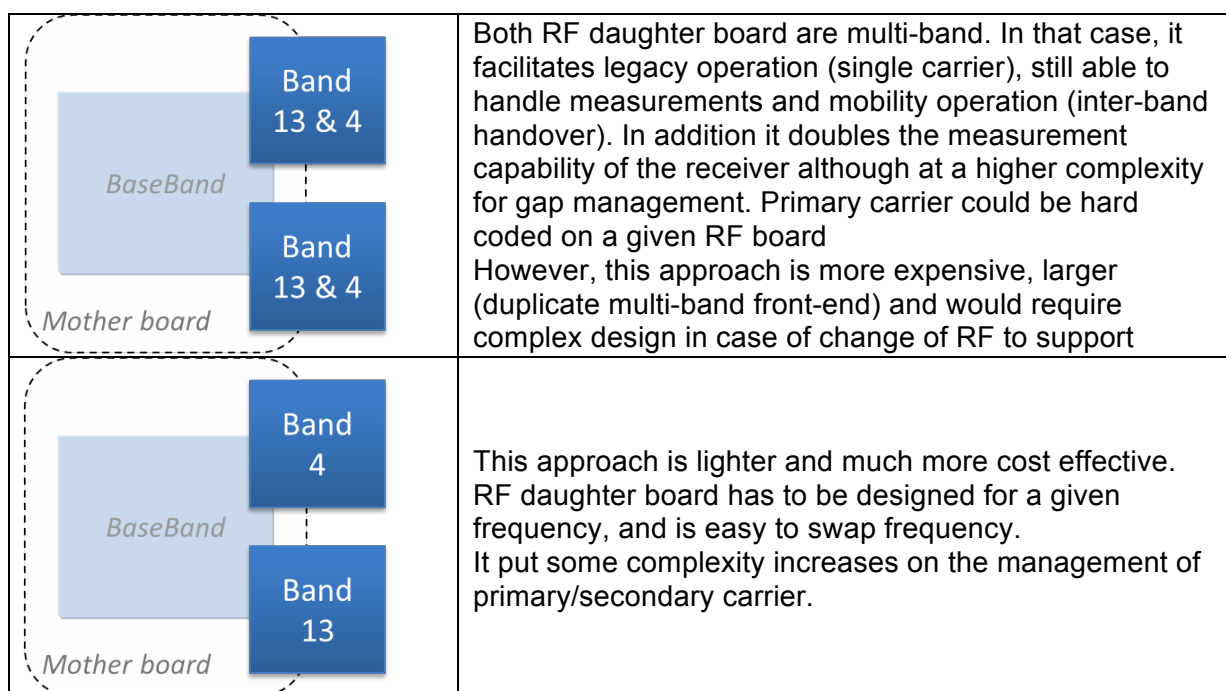 Band
13 & 4
BaseBand
Band
13 & 4
Mother board
Both RF daughter board are multi-band. In that case, it
facilitates legacy operation (single carrier), still able to
handle measurements and mobility operation (inter-band
handover). In addition it doubles the measurement
capability of the receiver although at a higher complexity
for gap management. Primary carrier could be hard
coded on a given RF board
However, this approach is more expensive, larger
(duplicate multi-band front-end) and would require
complex design in case of change of RF to support
Band
4
BaseBand
Band
13
Mother board
This approach is lighter and much more cost effective.
RF daughter board has to be designed for a given
frequency, and is easy to swap frequency.
It put some complexity increases on the management of
primary/secondary carrier.